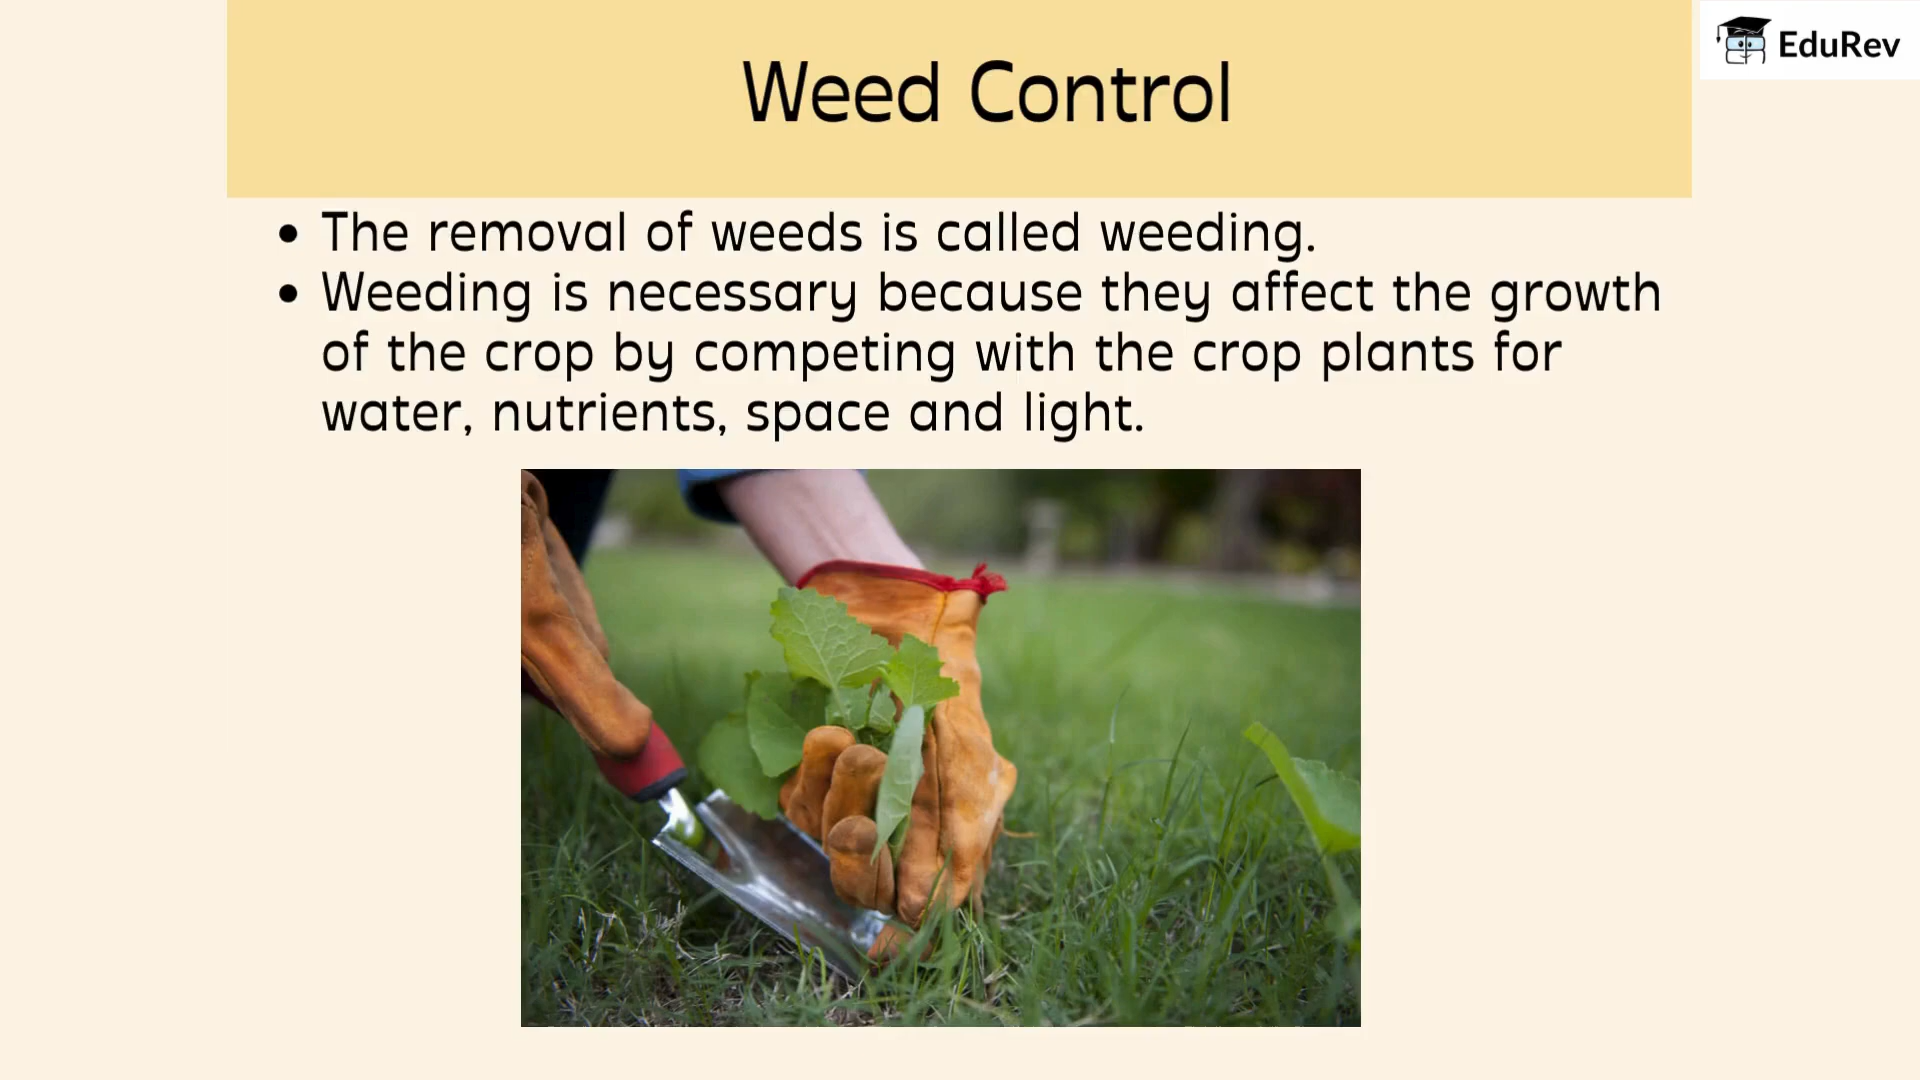 Weed Control
EduRev
• The removal of weeds is called weeding.
• Weeding is necessary because they affect the growth
of the crop by competing with the crop plants for
water, nutrients, space and light.